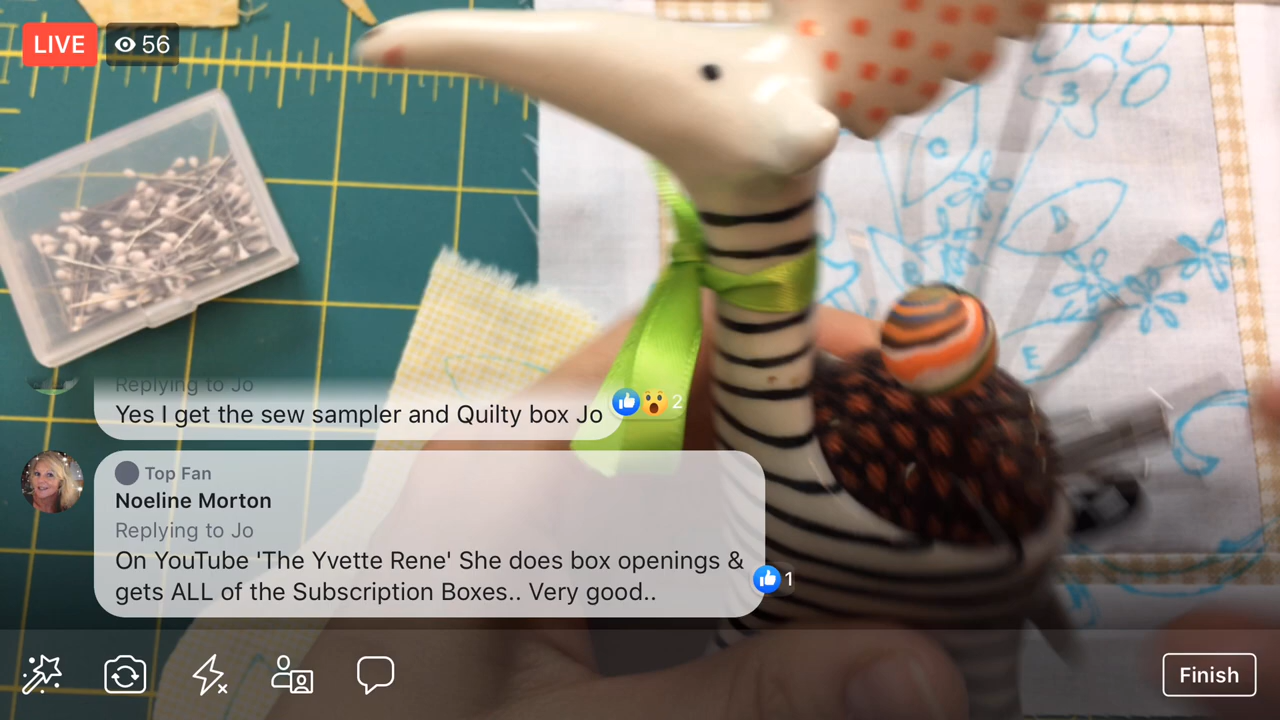 LIVE
56
3
C
D
B
E
Replying to Jo
Yes I get the sew sampler and Quilty box Jo
2
Top Fan
Noeline Morton
Replying to Jo
On YouTube 'The Yvette Rene' She does box openings &
gets ALL of the Subscription Boxes.. Very good..
1
Finish